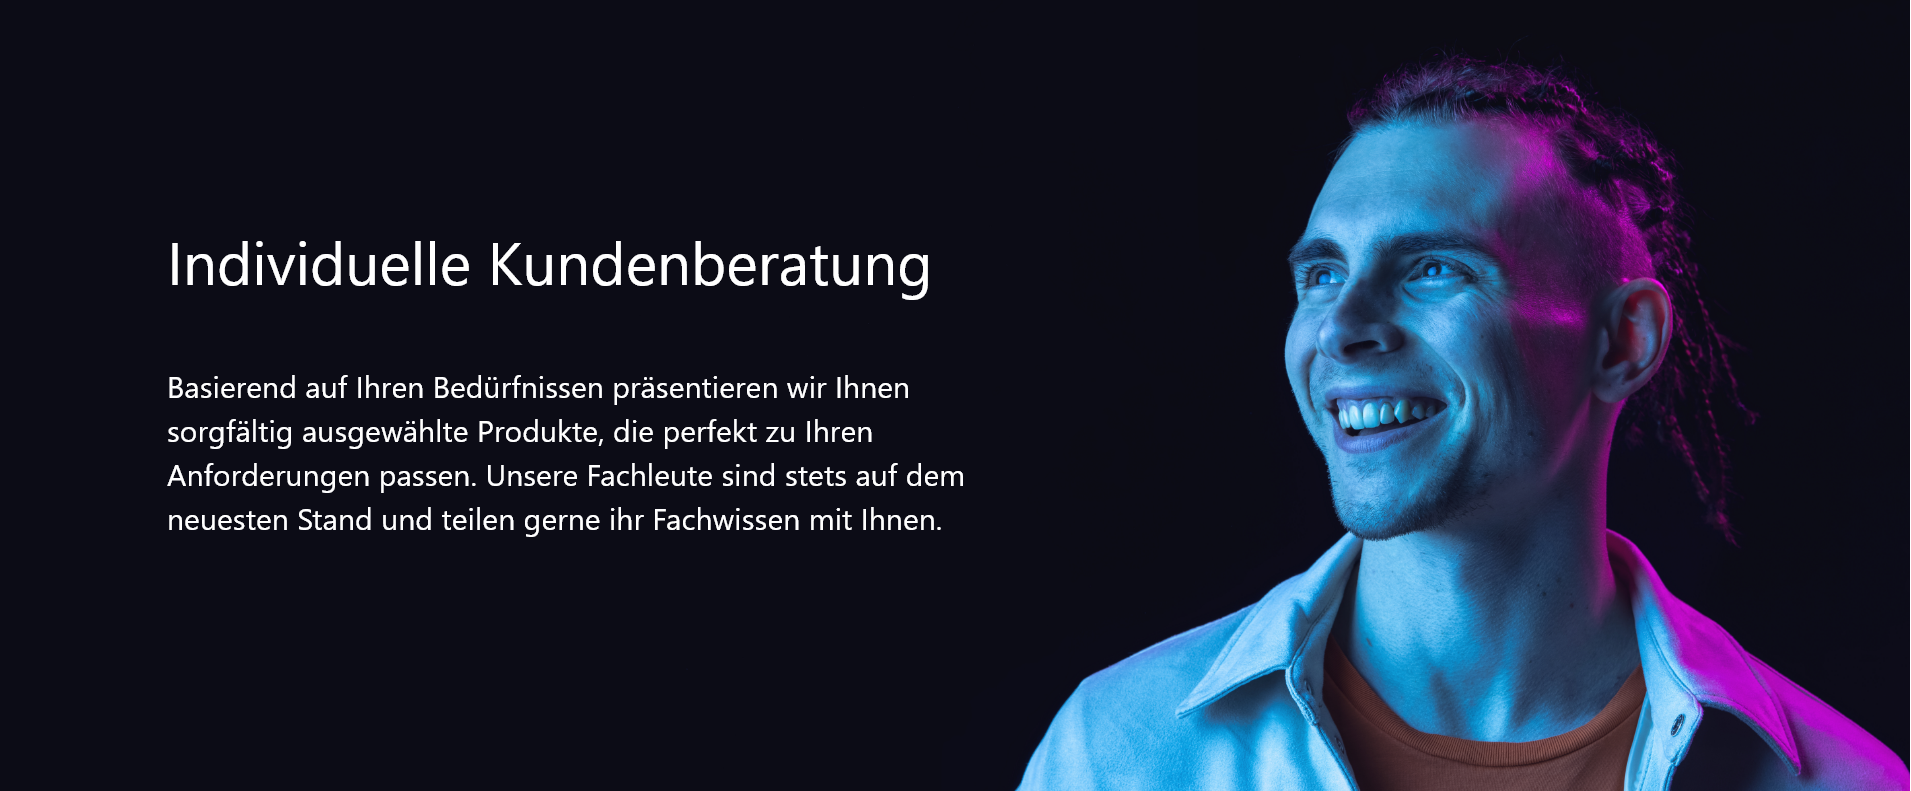 Individuelle Kundenberatung
Basierend auf Ihren Bedürfnissen präsentieren wir Ihnen
sorgfältig ausgewählte Produkte, die perfekt zu Ihren
Anforderungen passen. Unsere Fachleute sind stets auf dem
neuesten Stand und teilen gerne ihr Fachwissen mit Ihnen.